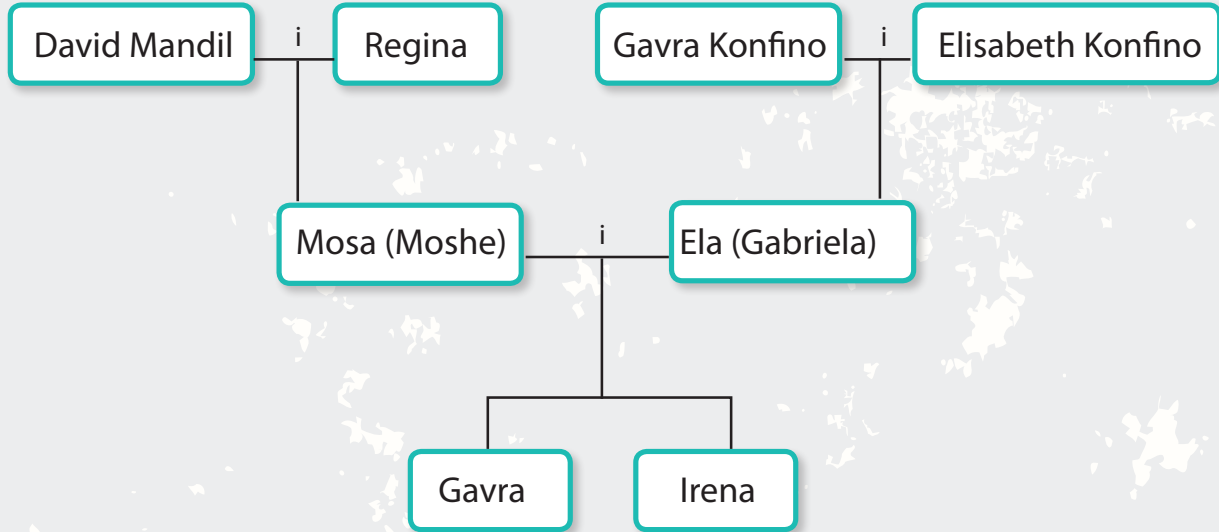 David Mandil i Regina
Gavra Konfino i Elisabeth Konfino
Mosa (Moshe) i Ela (Gabriela)
Gavra
Irena